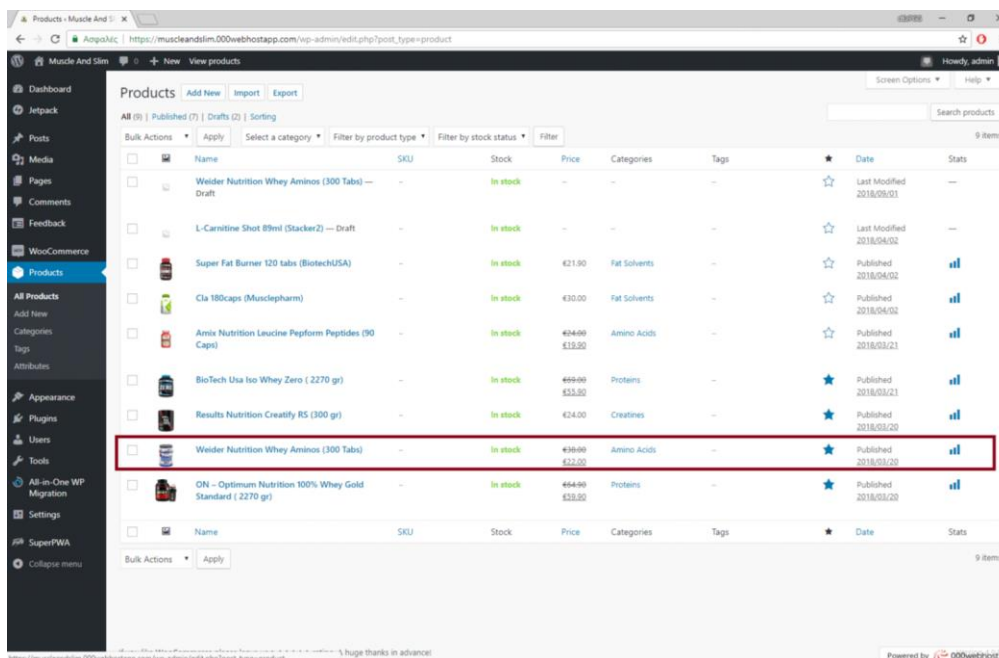 Products ‹ Muscle And Sl
Ασφαλές | https://muscleandslim.000webhostapp.com/wp-admin/edit.php?post_type=product
Muscle And Slim 0 New View products Howdy, admin
Screen Options Help
Dashboard
Jetpack
Posts
Media
Pages
Comments
Feedback
WooCommerce
Products
All Products
Add New
Categories
Tags
Attributes
Appearance
Plugins
Users
Tools
All-in-One WP
Migration
Settings
SuperPWA
Collapse menu
Products Add New Import Export
All (9) | Published (7) | Drafts (2) | Sorting
Search products
Bulk Actions Apply Select a category Filter by product type Filter by stock status Filter 9 items
Name SKU Stock Price Categories Tags Date Stats
Weider Nutrition Whey Aminos (300 Tabs) — – In stock – – – Last Modified —
Draft 2018/09/01
L-Carnitine Shot 89ml (Stacker2) — Draft – In stock – – – Last Modified —
2018/04/02
Super Fat Burner 120 tabs (BiotechUSA) – In stock €21.90 Fat Solvents – Published
2018/04/02
Cla 180caps (Musclepharm) – In stock €30.00 Fat Solvents – Published
2018/04/02
Amix Nutrition Leucine Pepform Peptides (90 – In stock €24.00 Amino Acids – Published
Caps) €19.90 2018/03/21
BioTech Usa Iso Whey Zero ( 2270 gr) – In stock €69.00 Proteins – Published
€55.90 2018/03/21
Results Nutrition Creatify RS (300 gr) – In stock €24.00 Creatines – Published
2018/03/20
Weider Nutrition Whey Aminos (300 Tabs) – In stock €38.00 Amino Acids – Published
€22.00 2018/03/20
ON – Optimum Nutrition 100% Whey Gold – In stock €64.90 Proteins – Published
Standard ( 2270 gr) €59.90 2018/03/20
Name SKU Stock Price Categories Tags Date Stats
Bulk Actions Apply 9 items
A huge thanks in advance!
Powered by 000webhost